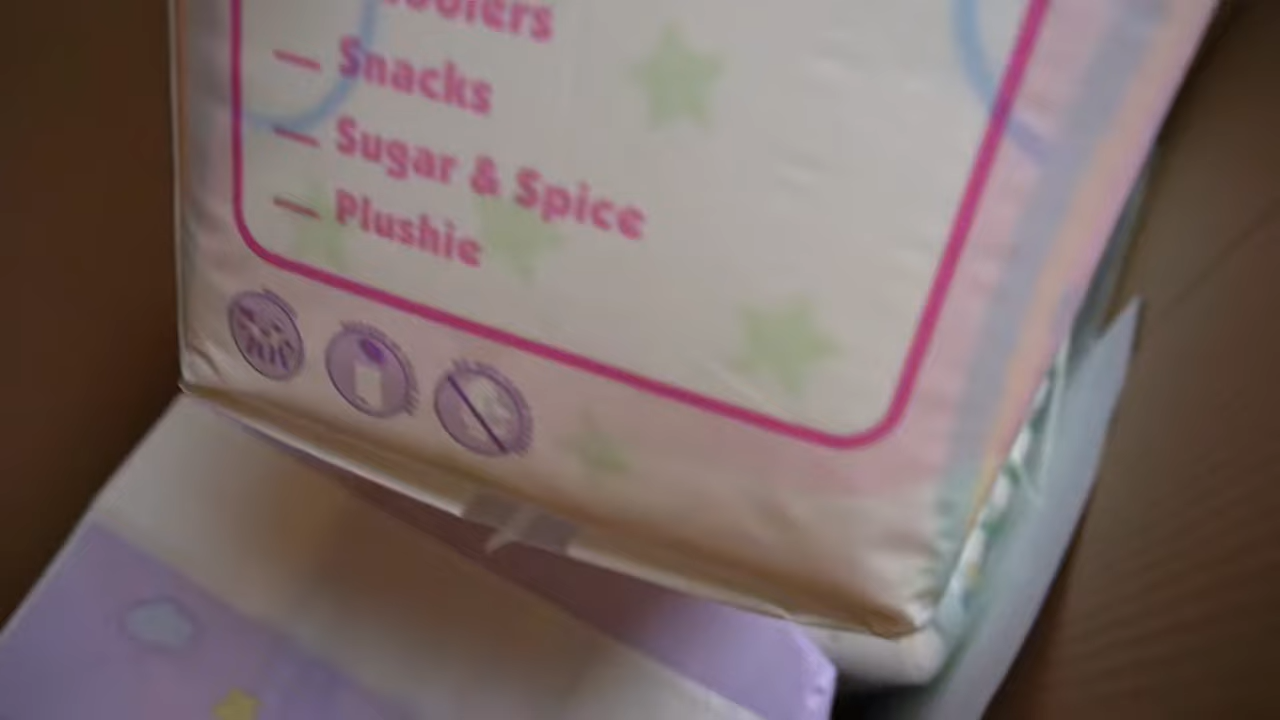 — Snacks
— Sugar & Spice
— Plushie